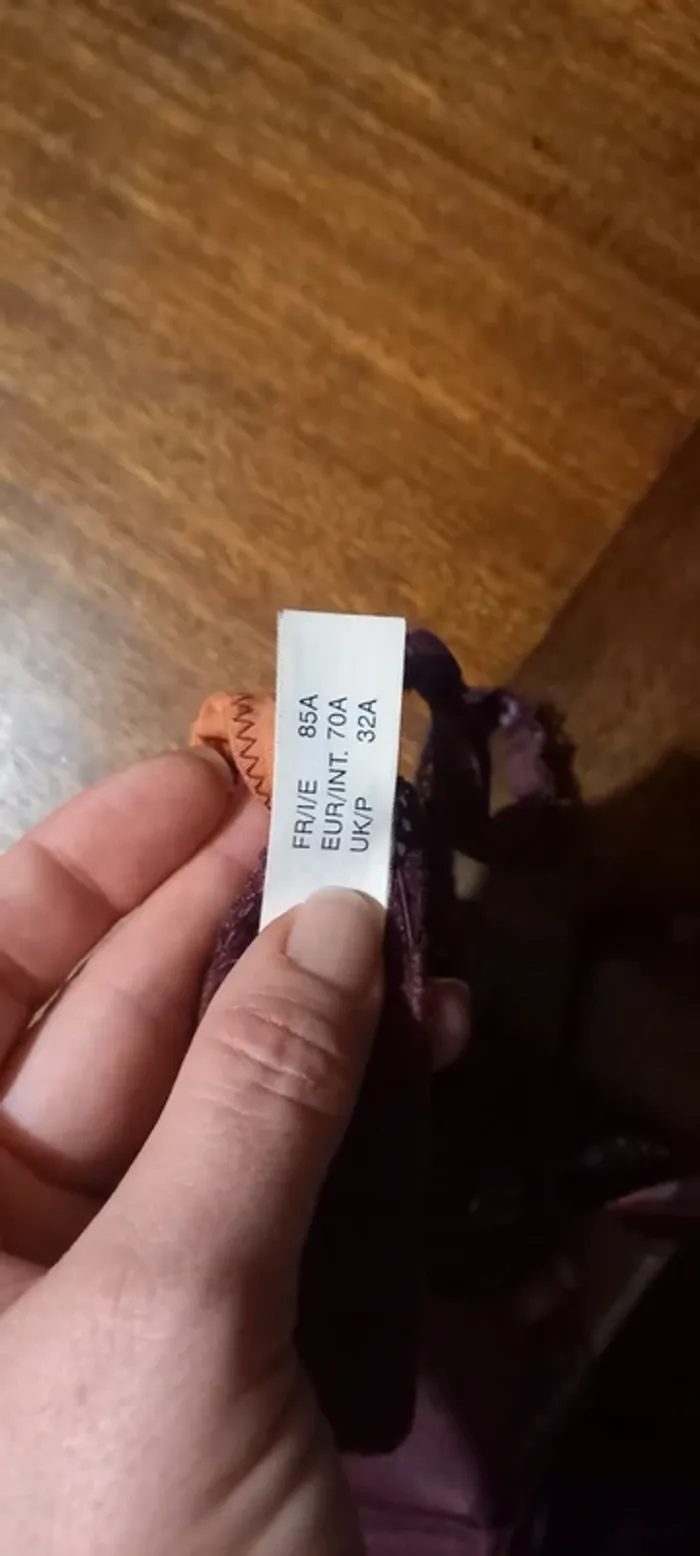 FR/I/E 85A
EUR/INT. 70A
UK/P 32A